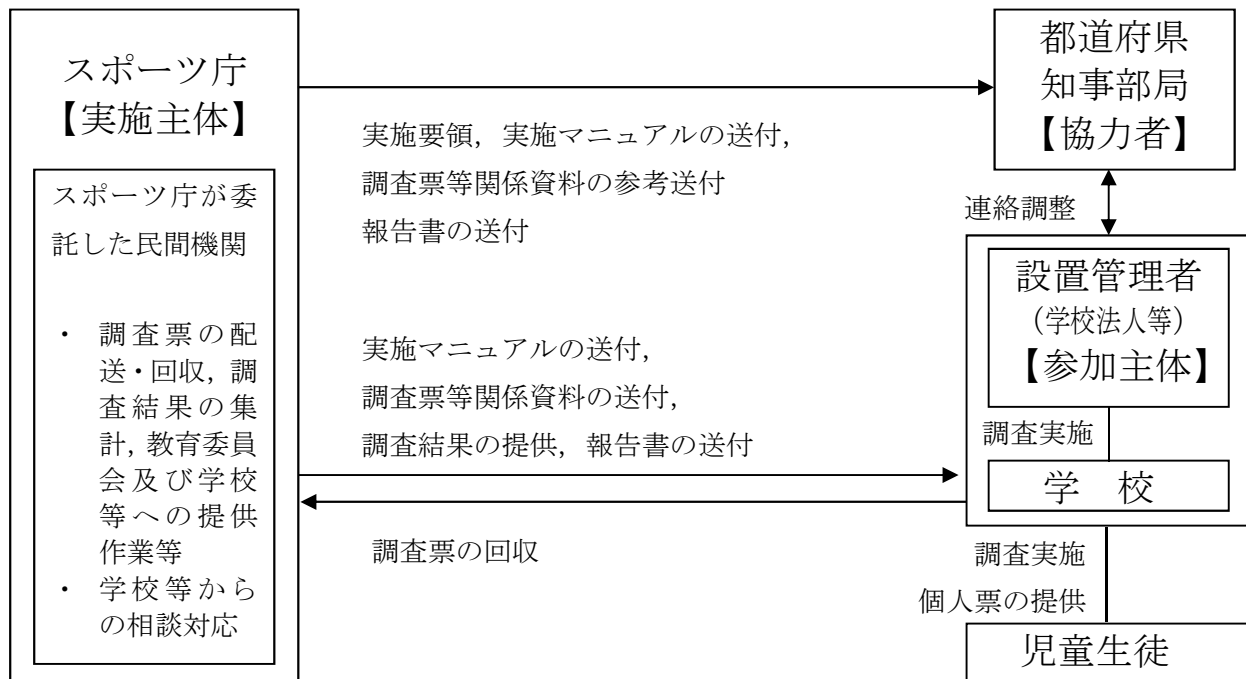 スポーツ庁
【実施主体】
スポーツ庁が委
託した民間機関
・ 調査票の配
送・回収，調
査結果の集
計，教育委員
会及び学校
等への提供
作業等
・ 学校等から
の相談対応
実施要領，実施マニュアルの送付，
調査票等関係資料の参考送付
報告書の送付
実施マニュアルの送付，
調査票等関係資料の送付，
調査結果の提供，報告書の送付
調査票の回収
都道府県
知事部局
【協力者】
連絡調整
設置管理者
（学校法人等）
【参加主体】
調査実施
学　校
調査実施
個人票の提供
児童生徒